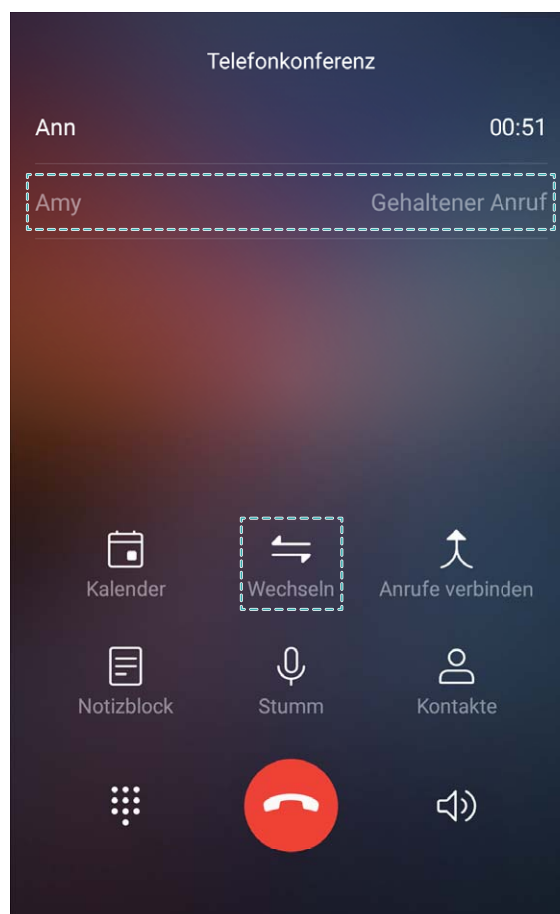 Telefonkonferenz
Ann 00:51
Amy Gehaltener Anruf
Kalender Wechseln Anrufe verbinden
Notizblock Stumm Kontakte